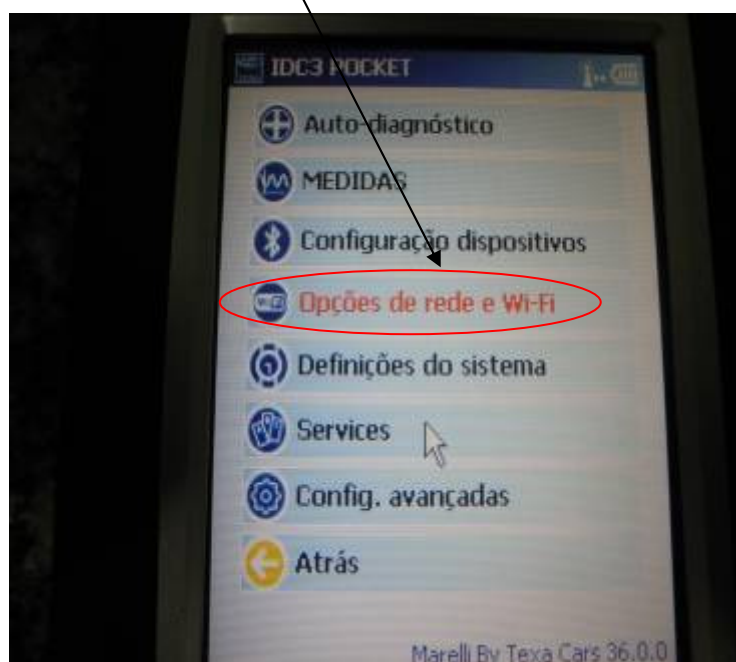 IDC3 POCKET
Auto-diagnóstico
MEDIDAS
Configuração dispositivos
Opções de rede e Wi-Fi
Definições do sistema
Services
Config. avançadas
Atrás
Marelli By Texa Cars 36.0.0